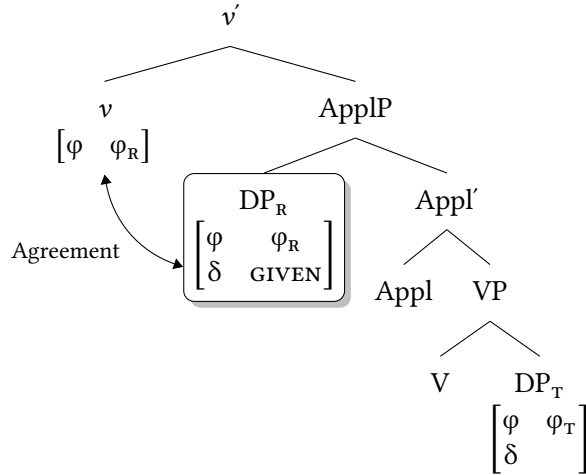 v′
v ApplP
[φ φR]
DPR Appl′
[φ φR]
[δ GIVEN]
Agreement
Appl VP
V DPT
[φ φT]
[δ ]